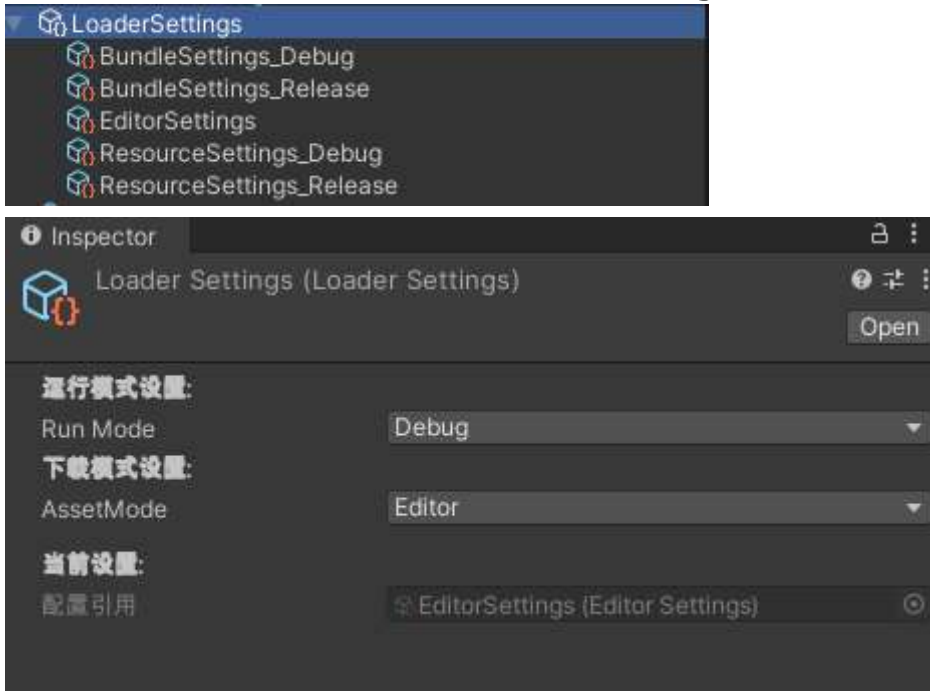 LoaderSettings
BundleSettings_Debug
BundleSettings_Release
EditorSettings
ResourceSettings_Debug
ResourceSettings_Release
Inspector
Loader Settings (Loader Settings)
Open
运行模式设置:
Run Mode Debug
下载模式设置:
AssetMode Editor
当前设置:
配置引用 EditorSettings (Editor Settings)